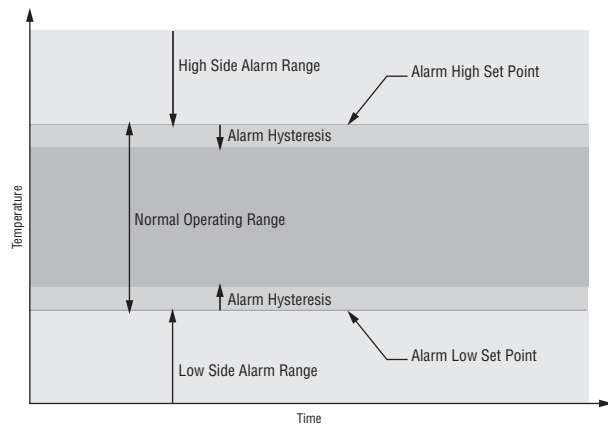 High Side Alarm Range
Alarm High Set Point
Alarm Hysteresis
Temperature
Normal Operating Range
Alarm Hysteresis
Alarm Low Set Point
Low Side Alarm Range
Time